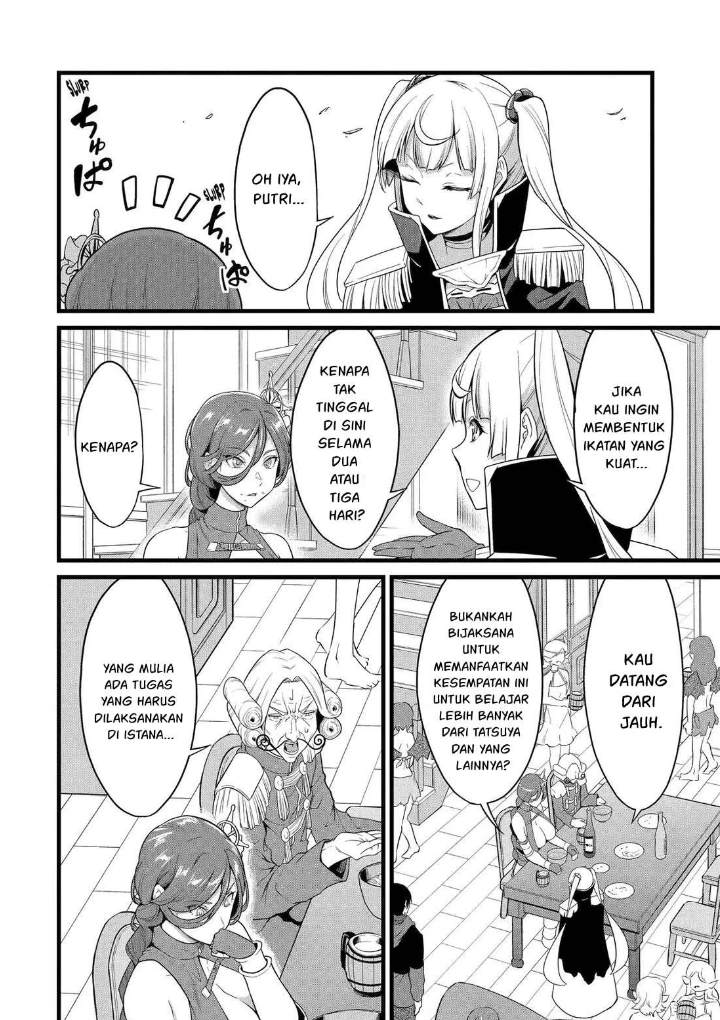 OH IYA,
PUTRI...
SLURP
ちゅぱ
SLURP
ちゅぱ
JIKA
KAU INGIN
MEMBENTUK
IKATAN YANG
KUAT...
KENAPA
TAK
TINGGAL
DI SINI
SELAMA
DUA
ATAU
TIGA
HARI?
KENAPA?
KAU
DATANG
DARI
JAUH.
BUKANKAH
BIJAKSANA
UNTUK
MEMANFAATKAN
KESEMPATAN INI
UNTUK BELAJAR
LEBIH BANYAK
DARI TATSUYA
DAN YANG
LAINNYA?
YANG MULIA
ADA TUGAS
YANG HARUS
DILAKSANAKAN
DI ISTANA...